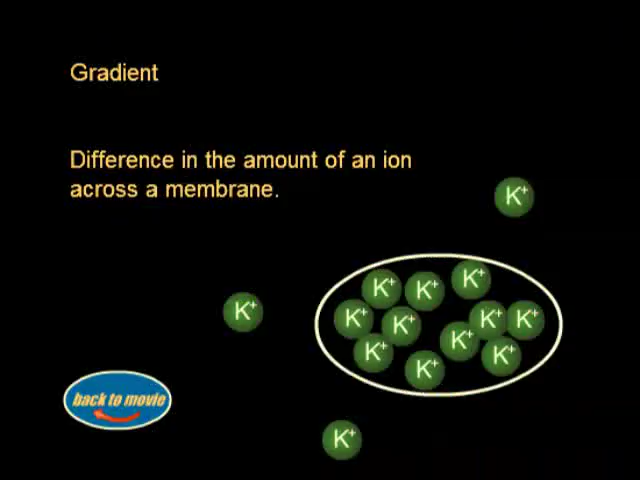 Gradient
Difference in the amount of an ion
across a membrane.
K+
K+
K+
K+
K+
K+
K+
K+
K+
K+
K+
K+
K+
K+
back to movie
K+